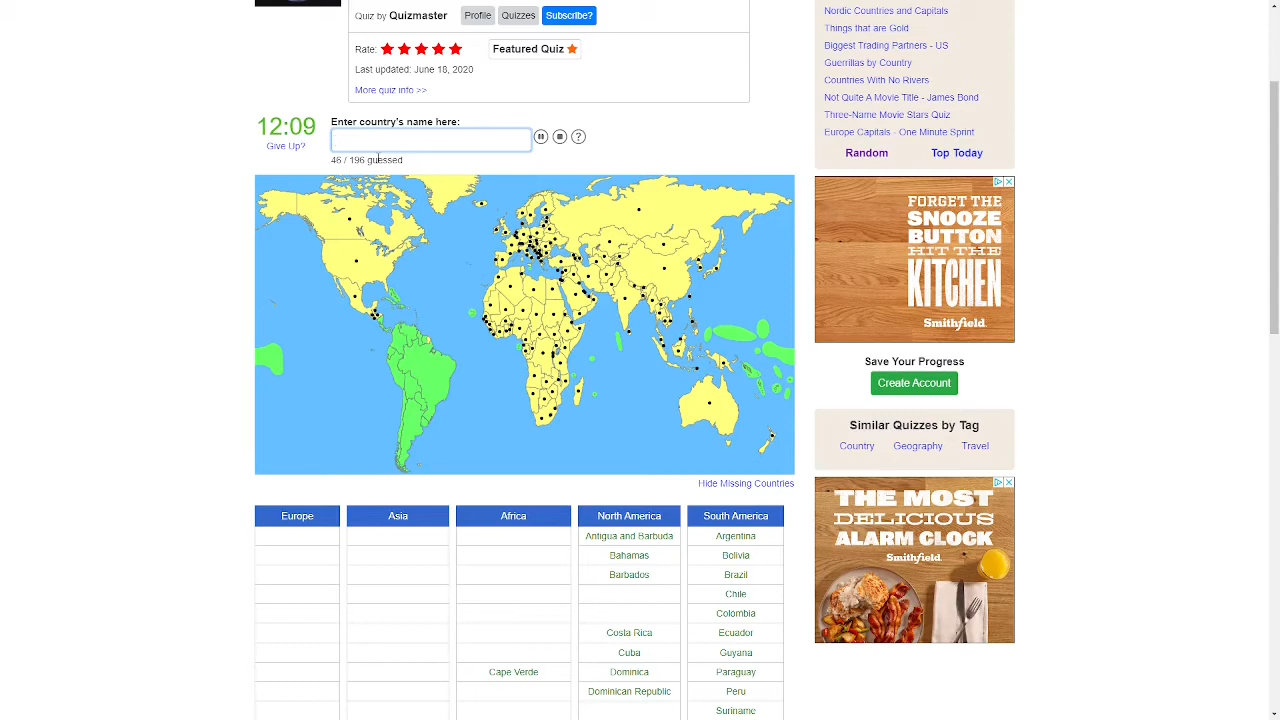 Quiz by Quizmaster Profile Quizzes Subscribe?
Rate: Featured Quiz
Last updated: June 18, 2020
More quiz info >>
12:09
Give Up?
Enter country's name here:
?
46 / 196 guessed
Hide Missing Countries
Europe Asia Africa North America South America
Antigua and Barbuda Argentina
Bahamas Bolivia
Barbados Brazil
Chile
Colombia
Costa Rica Ecuador
Cuba Guyana
Cape Verde Dominica Paraguay
Dominican Republic Peru
Suriname
Nordic Countries and Capitals
Things that are Gold
Biggest Trading Partners - US
Guerrillas by Country
Countries With No Rivers
Not Quite A Movie Title - James Bond
Three-Name Movie Stars Quiz
Europe Capitals - One Minute Sprint
Random Top Today
FORGET THE
SNOOZE
BUTTON
HIT THE
KITCHEN
Smithfield
Save Your Progress
Create Account
Similar Quizzes by Tag
Country Geography Travel
THE MOST
DELICIOUS
ALARM CLOCK
Smithfield